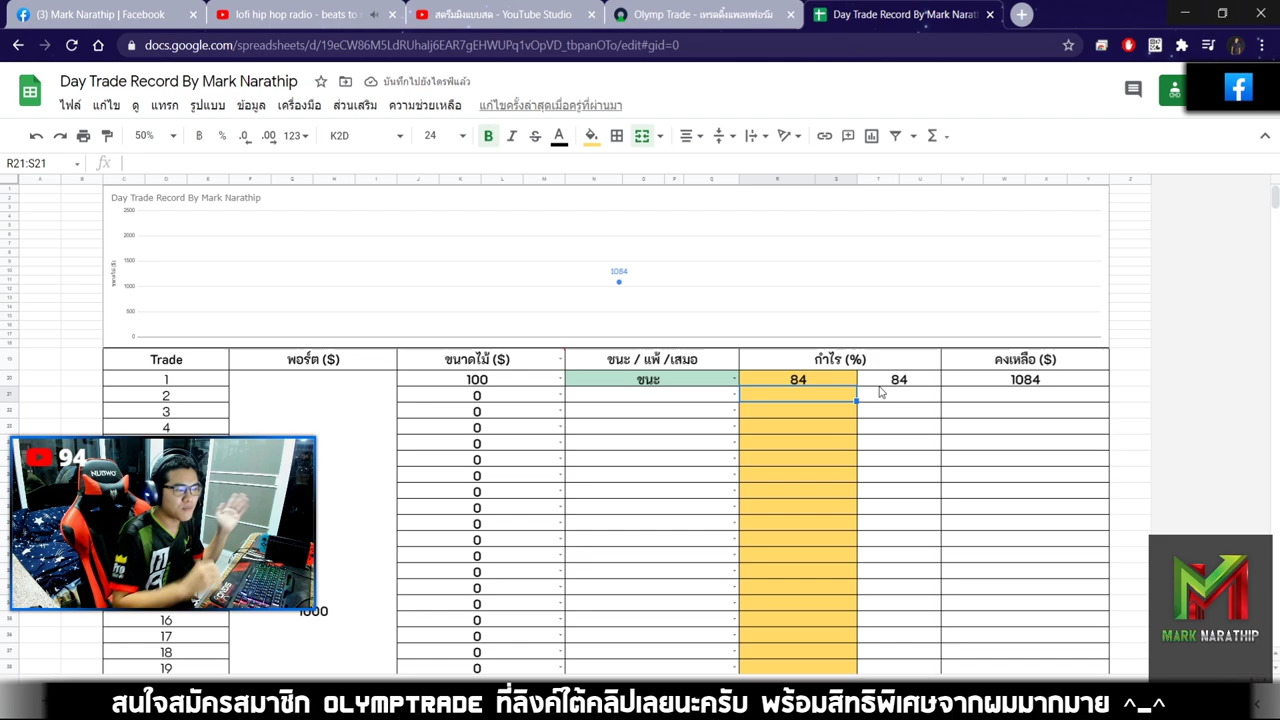 (3) Mark Narathip | Facebook
lofi hip hop radio - beats to r
สตรีมมิงแบบสด - YouTube Studio
Olymp Trade - เทรดดิ้งแพลทฟอร์ม
Day Trade Record By Mark Narath
docs.google.com/spreadsheets/d/19eCW86M5LdRUhaIj6EAR7gEHWUPq1vOpVD_tbpanOTo/edit#gid=0
Day Trade Record By Mark Narathip
บันทึกไปยังไดรฟ์แล้ว
ไฟล์ แก้ไข ดู แทรก รูปแบบ ข้อมูล เครื่องมือ ส่วนเสริม ความช่วยเหลือ แก้ไขครั้งล่าสุดเมื่อครู่ที่ผ่านมา
50% ฿ % .0 .00 123 K2D 24 B I S A Σ
R21:S21 fx
Day Trade Record By Mark Narathip
2500
2000
1500
1000
500
0
1084
Trade พอร์ต ($) ขนาดไม้ ($) ชนะ / แพ้ /เสมอ กำไร (%) คงเหลือ ($)
1 100 ชนะ 84 84 1084
2 0
3 0
4 0
0
0
0
0
0
0
0
0
0
0
1000
16 0
17 0
18 0
19 0
94
NUBWO
MARK NARATHIP
สนใจสมัครสมาชิก OLYMPTRADE ที่ลิงค์ใต้คลิปเลยนะครับ พร้อมสิทธิพิเศษจากผมมากมาย ^_^